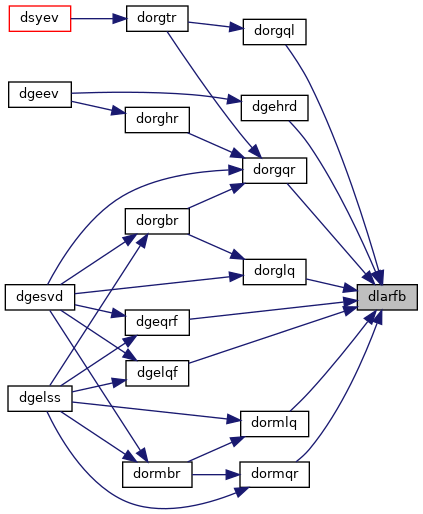 dsyev
dorgtr
dorgql
dgeev
dgehrd
dorghr
dorgqr
dorgbr
dorglq
dgesvd
dlarfb
dgeqrf
dgelqf
dgelss
dormlq
dormbr
dormqr